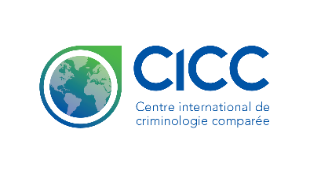 CICC
Centre international de
criminologie comparée